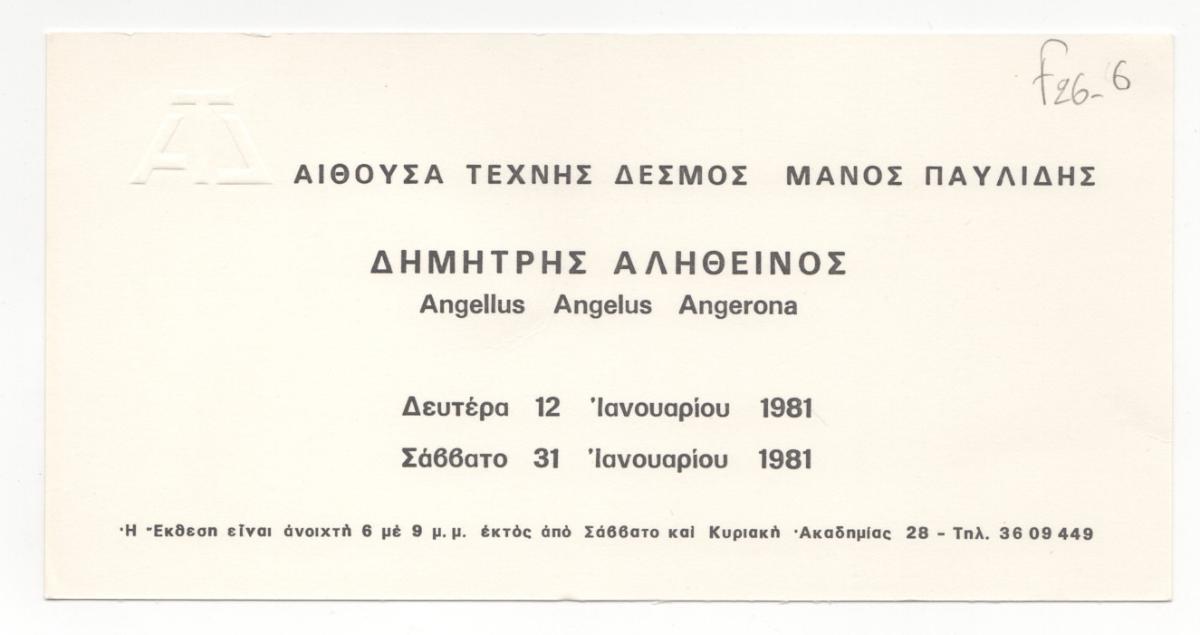 f26-6
ΑΔ
ΑΙΘΟΥΣΑ ΤΕΧΝΗΣ ΔΕΣΜΟΣ ΜΑΝΟΣ ΠΑΥΛΙΔΗΣ
ΔΗΜΗΤΡΗΣ ΑΛΗΘΕΙΝΟΣ
Angellus Angelus Angerona
Δευτέρα 12 Ἰανουαρίου 1981
Σάββατο 31 Ἰανουαρίου 1981
Ἡ Ἔκθεση εἶναι ἀνοιχτὴ 6 μὲ 9 μ.μ. ἐκτὸς ἀπὸ Σάββατο καὶ Κυριακὴ Ἀκαδημίας 28 - Τηλ. 36 09 449